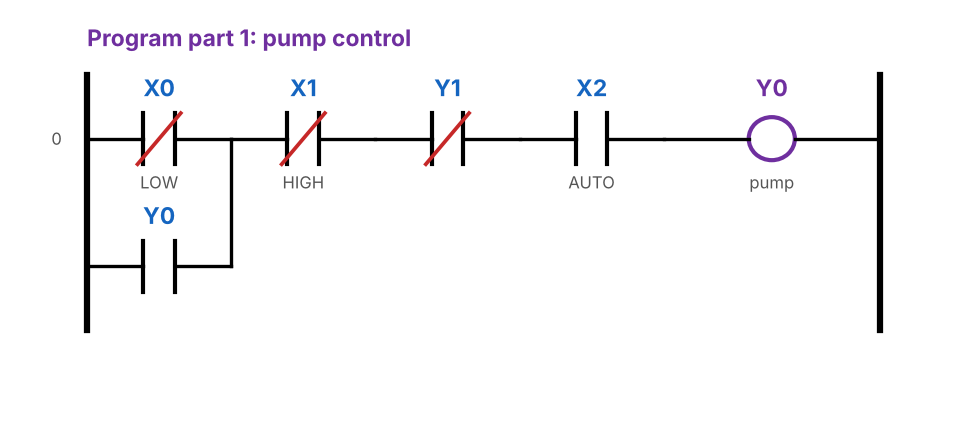 Program part 1: pump control
X0 X1 Y1 X2 Y0
0
LOW HIGH AUTO pump
Y0